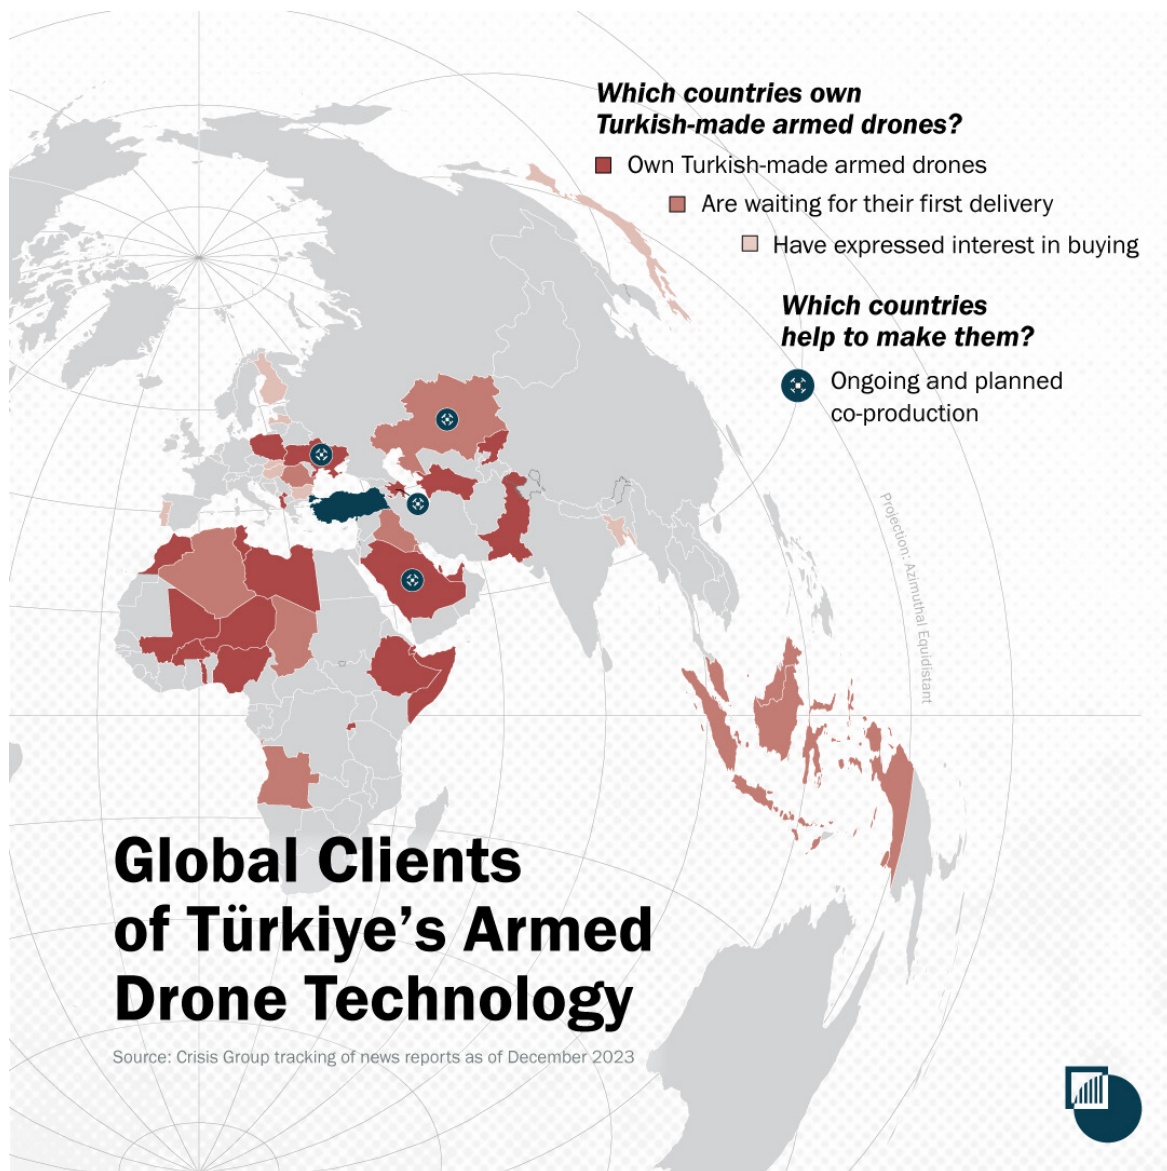 Which countries own
Turkish-made armed drones?
Own Turkish-made armed drones
Are waiting for their first delivery
Have expressed interest in buying
Which countries
help to make them?
Ongoing and planned
co-production
Projection: Azimuthal Equidistant
Global Clients
of Türkiye’s Armed
Drone Technology
Source: Crisis Group tracking of news reports as of December 2023